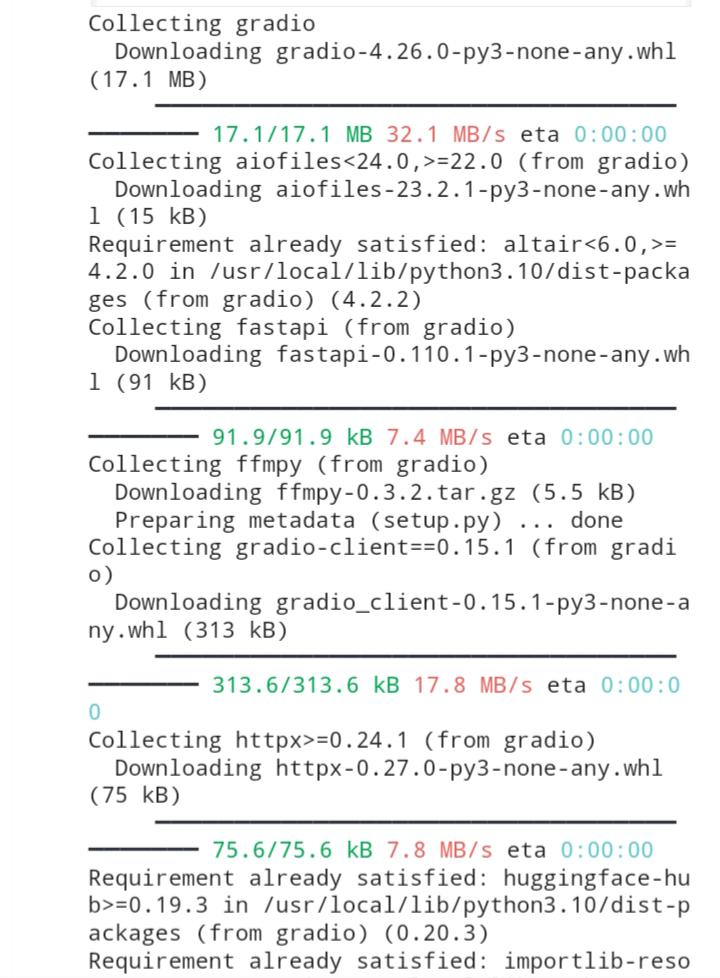 Collecting gradio
  Downloading gradio-4.26.0-py3-none-any.whl
(17.1 MB)
━━━━━━━━━━━━━━━━━━━━━━━━━━━━━━━━
━━━━━━━━ 17.1/17.1 MB 32.1 MB/s eta 0:00:00
Collecting aiofiles<24.0,>=22.0 (from gradio)
  Downloading aiofiles-23.2.1-py3-none-any.wh
l (15 kB)
Requirement already satisfied: altair<6.0,>=
4.2.0 in /usr/local/lib/python3.10/dist-packa
ges (from gradio) (4.2.2)
Collecting fastapi (from gradio)
  Downloading fastapi-0.110.1-py3-none-any.wh
l (91 kB)
━━━━━━━━━━━━━━━━━━━━━━━━━━━━━━━━
━━━━━━━━ 91.9/91.9 kB 7.4 MB/s eta 0:00:00
Collecting ffmpy (from gradio)
  Downloading ffmpy-0.3.2.tar.gz (5.5 kB)
  Preparing metadata (setup.py) ... done
Collecting gradio-client==0.15.1 (from gradi
o)
  Downloading gradio_client-0.15.1-py3-none-a
ny.whl (313 kB)
━━━━━━━━━━━━━━━━━━━━━━━━━━━━━━━━
━━━━━━━━ 313.6/313.6 kB 17.8 MB/s eta 0:00:0
0
Collecting httpx>=0.24.1 (from gradio)
  Downloading httpx-0.27.0-py3-none-any.whl
(75 kB)
━━━━━━━━━━━━━━━━━━━━━━━━━━━━━━━━
━━━━━━━━ 75.6/75.6 kB 7.8 MB/s eta 0:00:00
Requirement already satisfied: huggingface-hu
b>=0.19.3 in /usr/local/lib/python3.10/dist-p
ackages (from gradio) (0.20.3)
Requirement already satisfied: importlib-reso